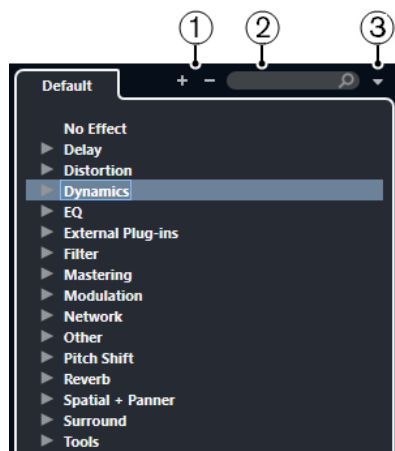 1 2 3
Default + −
No Effect
Delay
Distortion
Dynamics
EQ
External Plug-ins
Filter
Mastering
Modulation
Network
Other
Pitch Shift
Reverb
Spatial + Panner
Surround
Tools